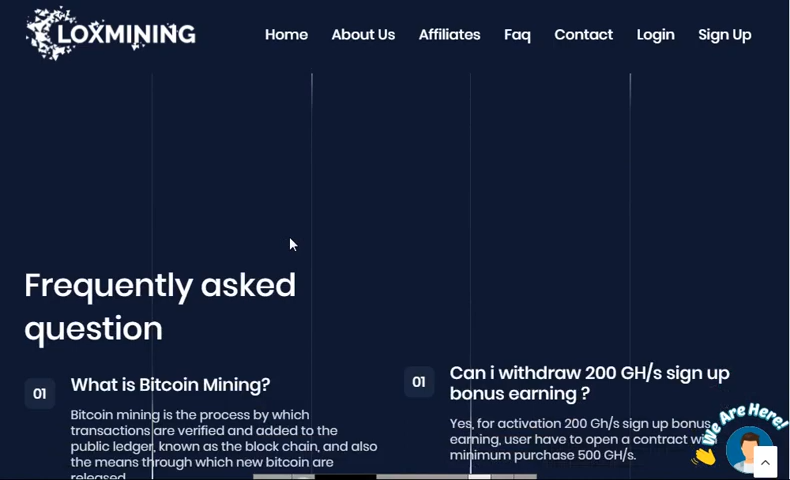 CLOXMINING
Home About Us Affiliates Faq Contact Login Sign Up
Frequently asked
question
01 What is Bitcoin Mining?
Bitcoin mining is the process by which
transactions are verified and added to the
public ledger, known as the block chain, and also
the means through which new bitcoin are
released
01 Can i withdraw 200 GH/s sign up
bonus earning ?
Yes, for activation 200 Gh/s sign up bonus
earning, user have to open a contract
minimum purchase 500 GH/s.
We Are Here!